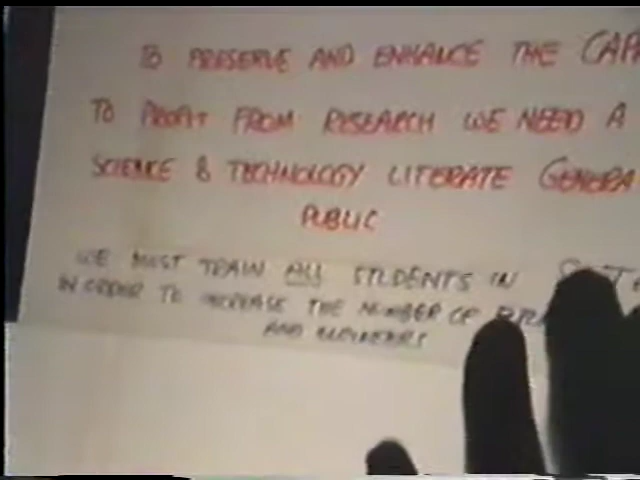 TO PRESERVE AND ENHANCE THE
TO PROFIT FROM RESEARCH WE NEED A
SCIENCE & TECHNOLOGY LITERATE GENERA
PUBLIC
WE MUST TRAIN ALL STUDENTS IN
IN ORDER TO INCREASE THE NUMBER OF
AND